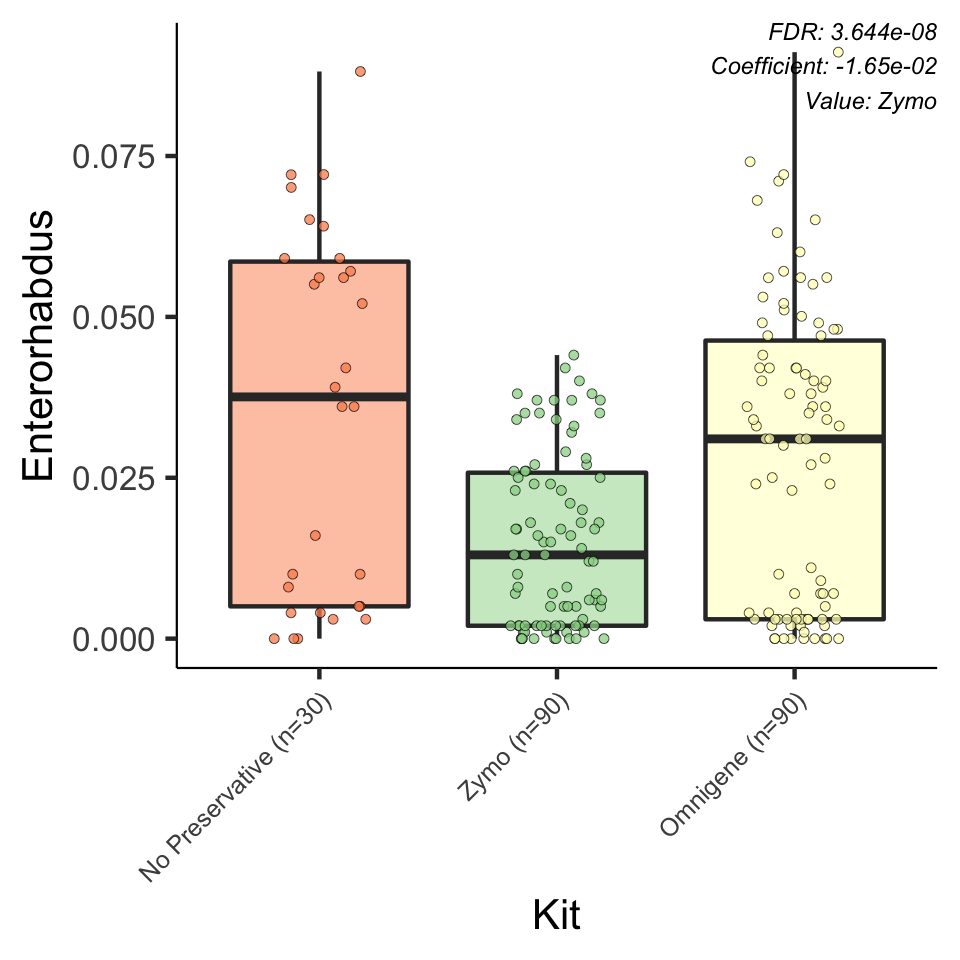 FDR: 3.644e-08
Coefficient: -1.65e-02
Value: Zymo
Enterorhabdus
0.075
0.050
0.025
0.000
No Preservative (n=30)
Zymo (n=90)
Omnigene (n=90)
Kit